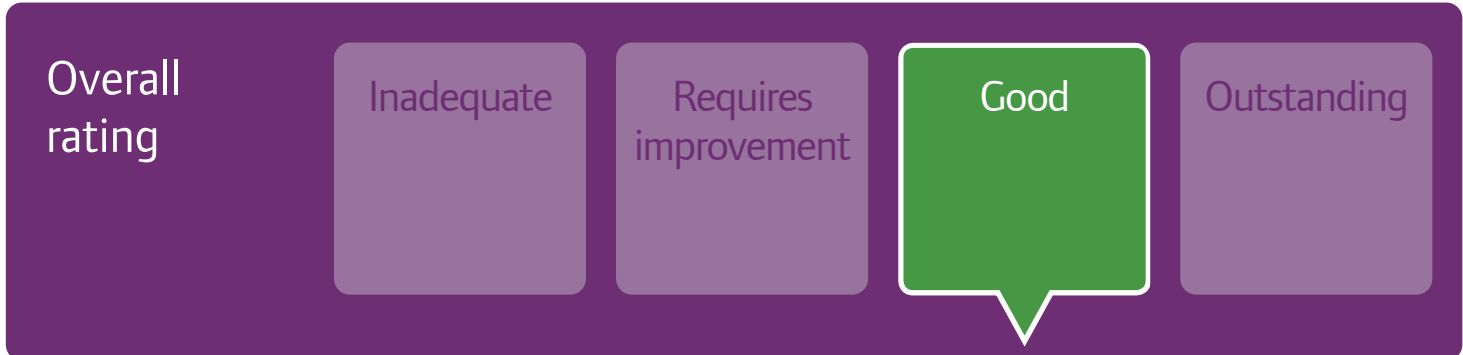 Overall
rating
Inadequate
Requires
improvement
Good
Outstanding